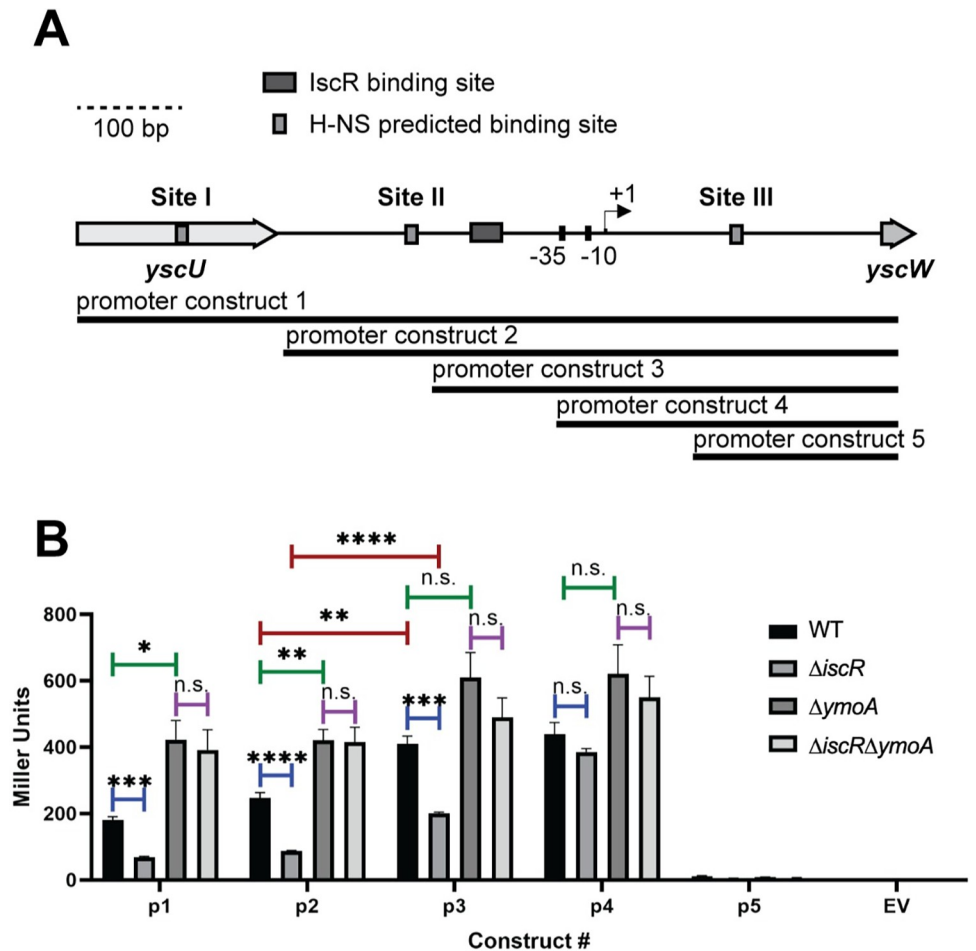 A
IscR binding site
H-NS predicted binding site
100 bp
Site I
Site II
+1
Site III
-35 -10
yscU
yscW
promoter construct 1
promoter construct 2
promoter construct 3
promoter construct 4
promoter construct 5
B
****
n.s.
n.s.
**
*
**
n.s.
n.s.
n.s.
n.s.
***
****
***
n.s.
800
600
400
200
0
Miller Units
WT
ΔiscR
ΔymoA
ΔiscRΔymoA
p1 p2 p3 p4 p5 EV
Construct #